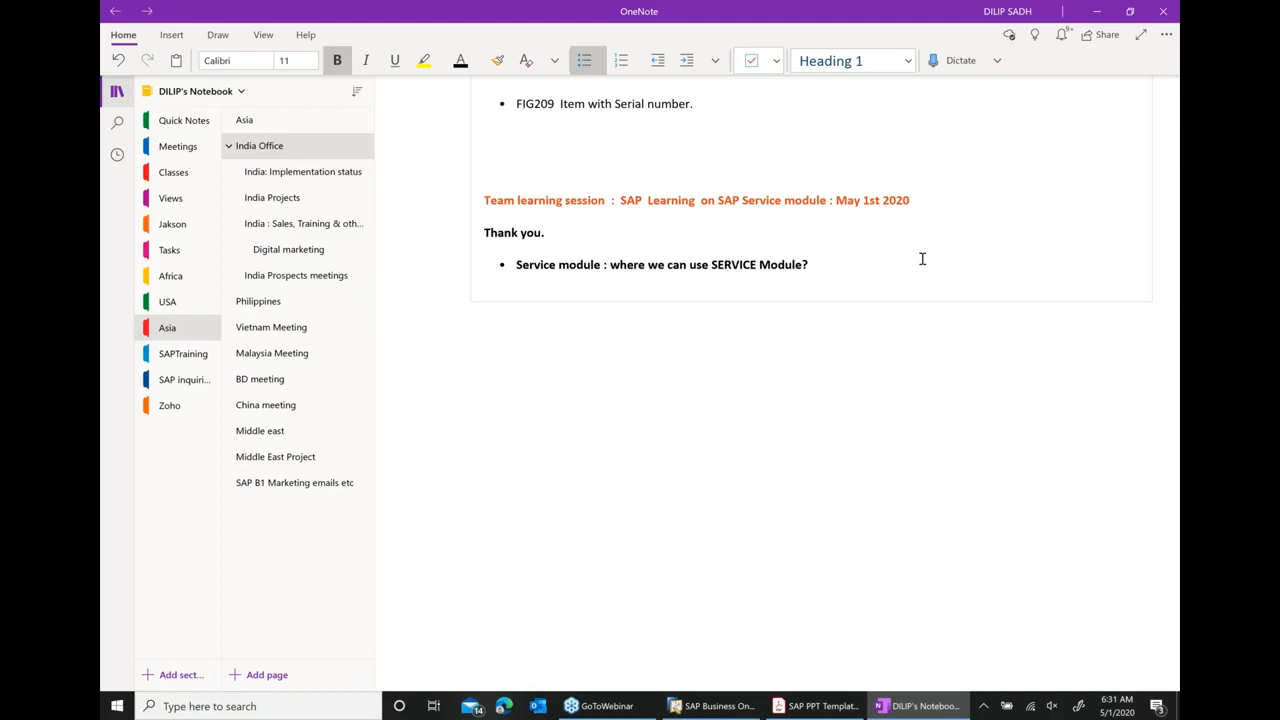 OneNote
DILIP SADH
Home Insert Draw View Help
9+ Share
Calibri 11 B I U A Heading 1 Dictate
DILIP's Notebook
Quick Notes
Meetings
Classes
Views
Jakson
Tasks
Africa
USA
Asia
SAPTraining
SAP inquiri...
Zoho
Add sect...
Asia
India Office
India: Implementation status
India Projects
India : Sales, Training & oth...
Digital marketing
India Prospects meetings
Philippines
Vietnam Meeting
Malaysia Meeting
BD meeting
China meeting
Middle east
Middle East Project
SAP B1 Marketing emails etc
Add page
• FIG209 Item with Serial number.
Team learning session : SAP Learning on SAP Service module : May 1st 2020
Thank you.
• Service module : where we can use SERVICE Module?
Type here to search
14
GoToWebinar
SAP Business On...
SAP PPT Templat...
DILIP's Noteboo...
6:31 AM
5/1/2020
3